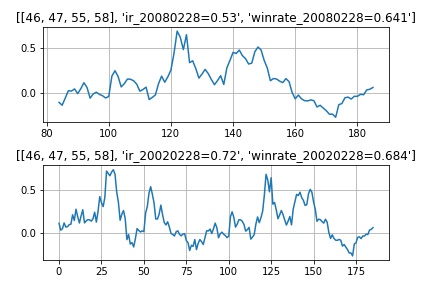 [[46, 47, 55, 58], 'ir_20080228=0.53', 'winrate_20080228=0.641']
0.5
0.0
80 100 120 140 160 180
[[46, 47, 55, 58], 'ir_20020228=0.72', 'winrate_20020228=0.684']
0.5
0.0
0 25 50 75 100 125 150 175